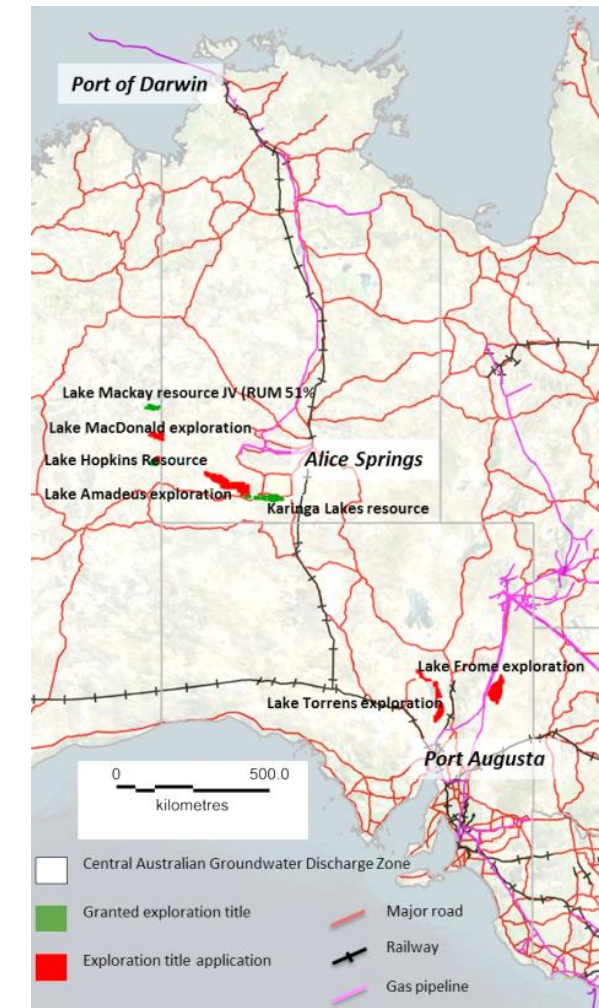 Port of Darwin
Lake Mackay resource JV (RUM 51%
Lake MacDonald exploration
Lake Hopkins Resource
Alice Springs
Lake Amadeus exploration
Karinga Lakes resource
Lake Frome exploration
Lake Torrens exploration
Port Augusta
0 500.0
kilometres
Central Australian Groundwater Discharge Zone
Granted exploration title
Major road
Railway
Exploration title application
Gas pipeline